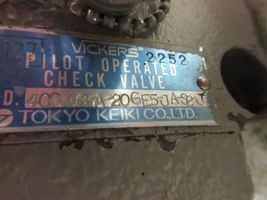 VICKERS 2252
PILOT OPERATED
CHECK VALVE
TOKYO KEIKI CO.,LTD.